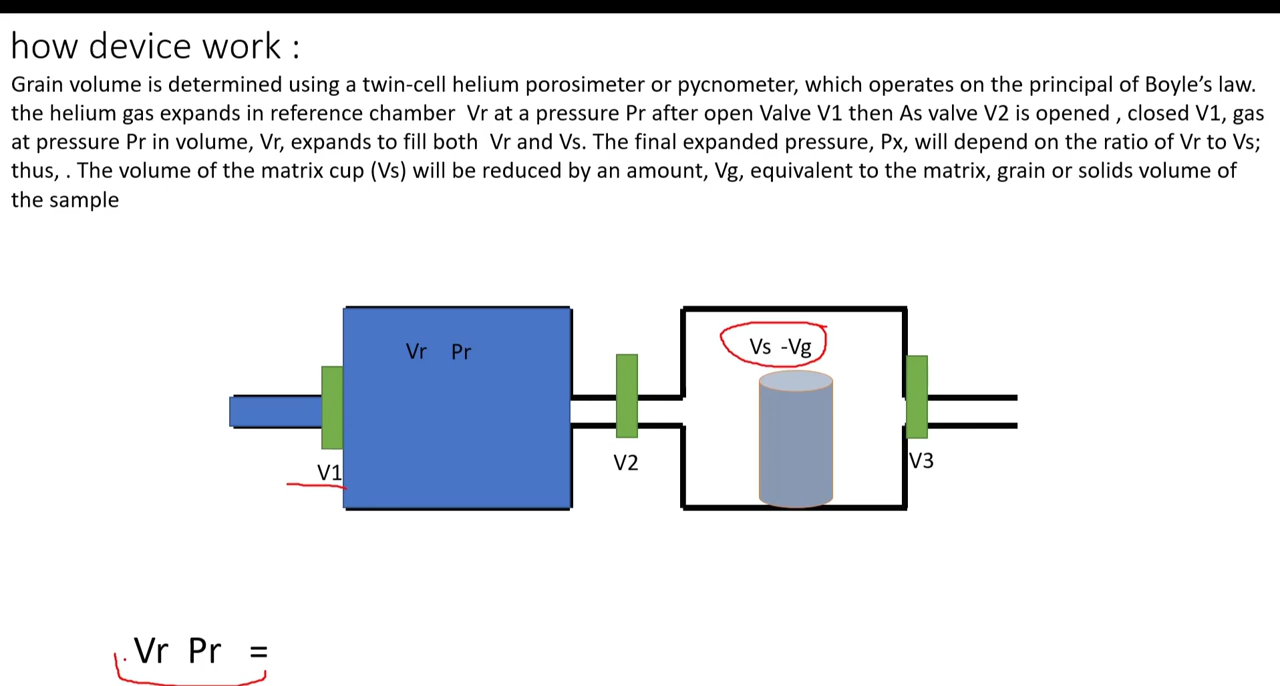 how device work :
Grain volume is determined using a twin-cell helium porosimeter or pycnometer, which operates on the principal of Boyle’s law.
the helium gas expands in reference chamber Vr at a pressure Pr after open Valve V1 then As valve V2 is opened , closed V1, gas
at pressure Pr in volume, Vr, expands to fill both Vr and Vs. The final expanded pressure, Px, will depend on the ratio of Vr to Vs;
thus, . The volume of the matrix cup (Vs) will be reduced by an amount, Vg, equivalent to the matrix, grain or solids volume of
the sample
Vr Pr
Vs -Vg
V1
V2
V3
Vr Pr =